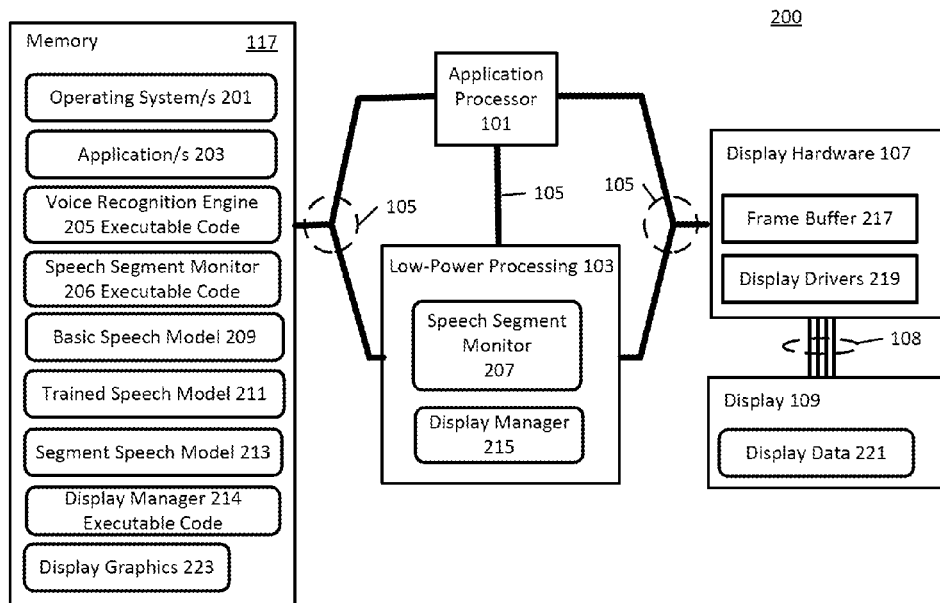 200
Memory 117
Operating System/s 201
Application/s 203
Voice Recognition Engine
205 Executable Code
Speech Segment Monitor
206 Executable Code
Basic Speech Model 209
Trained Speech Model 211
Segment Speech Model 213
Display Manager 214
Executable Code
Display Graphics 223
105
Application
Processor
101
105
Low-Power Processing 103
Speech Segment
Monitor
207
Display Manager
215
105
Display Hardware 107
Frame Buffer 217
Display Drivers 219
108
Display 109
Display Data 221